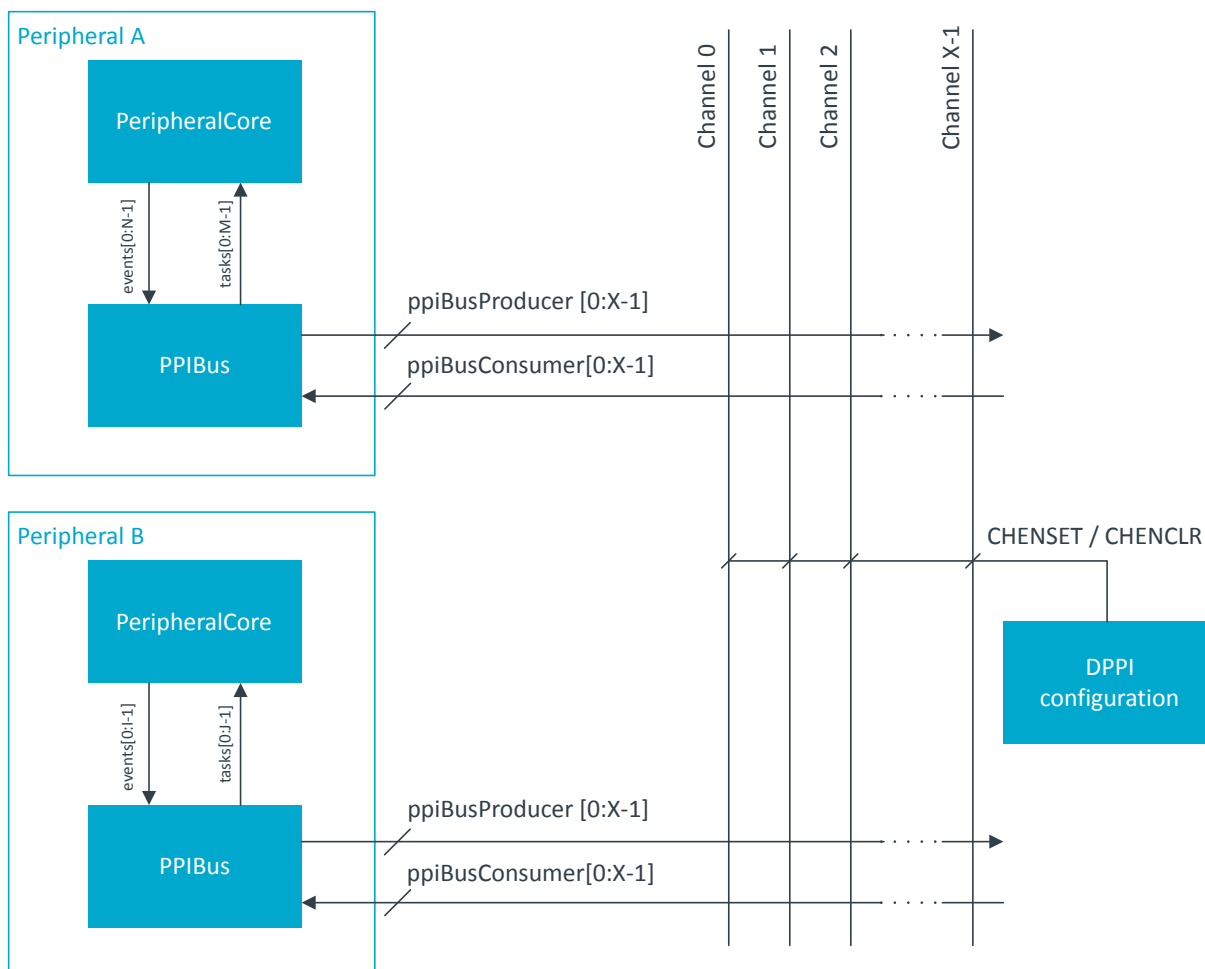 Peripheral A
PeripheralCore
events[0:N-1]
tasks[0:M-1]
PPIBus
ppiBusProducer [0:X-1]
ppiBusConsumer[0:X-1]
Channel 0
Channel 1
Channel 2
Channel X-1
Peripheral B
PeripheralCore
events[0:I-1]
tasks[0:J-1]
PPIBus
ppiBusProducer [0:X-1]
ppiBusConsumer[0:X-1]
CHENSET / CHENCLR
DPPI
configuration